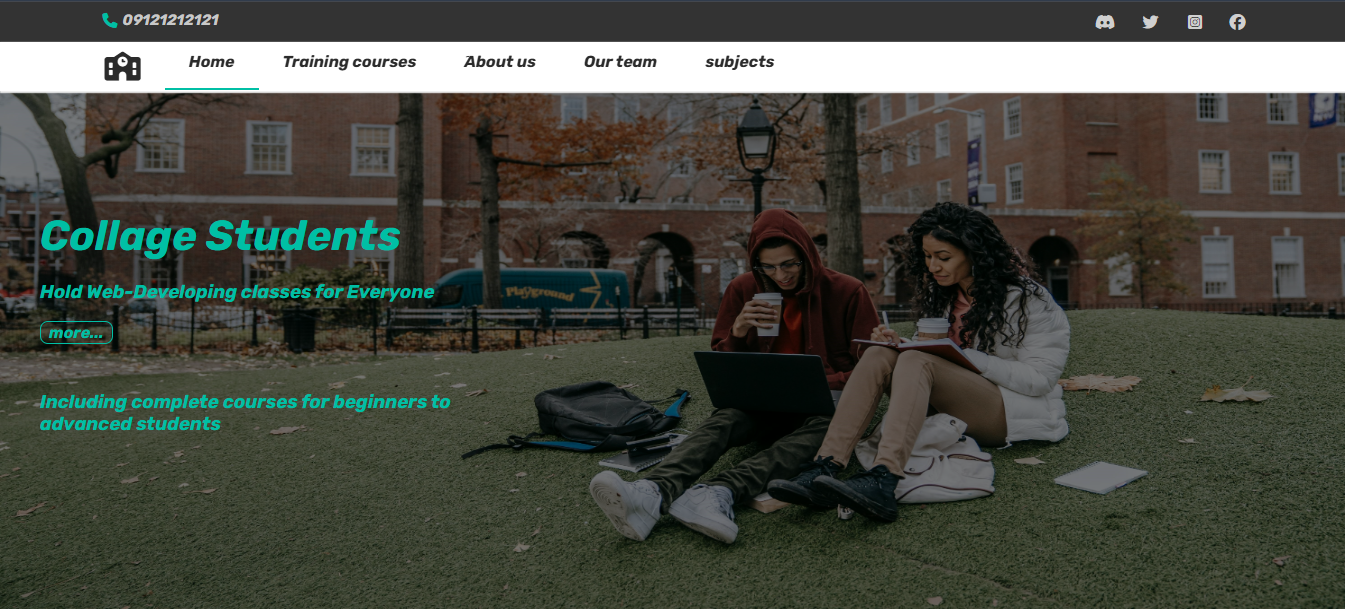 09121212121
Home Training courses About us Our team subjects
Collage Students
Hold Web-Developing classes for Everyone
Playground
more...
Including complete courses for beginners to
advanced students